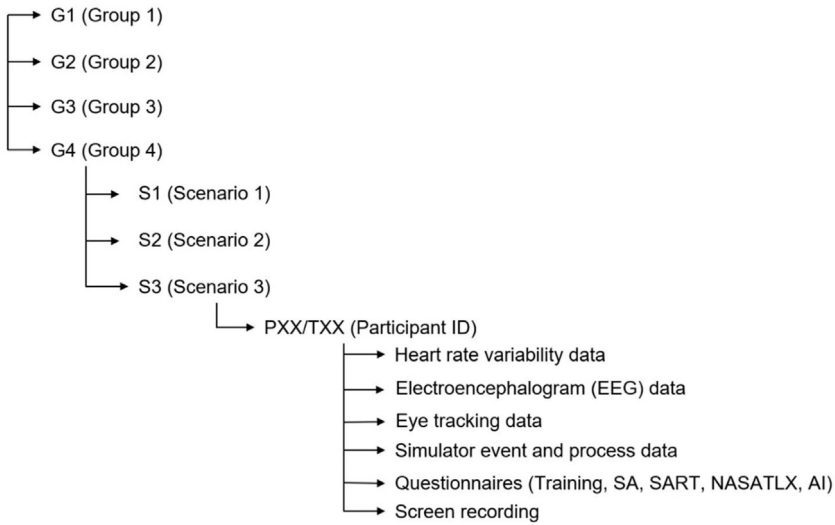 G1 (Group 1)
G2 (Group 2)
G3 (Group 3)
G4 (Group 4)
S1 (Scenario 1)
S2 (Scenario 2)
S3 (Scenario 3)
PXX/TXX (Participant ID)
Heart rate variability data
Electroencephalogram (EEG) data
Eye tracking data
Simulator event and process data
Questionnaires (Training, SA, SART, NASATLX, AI)
Screen recording